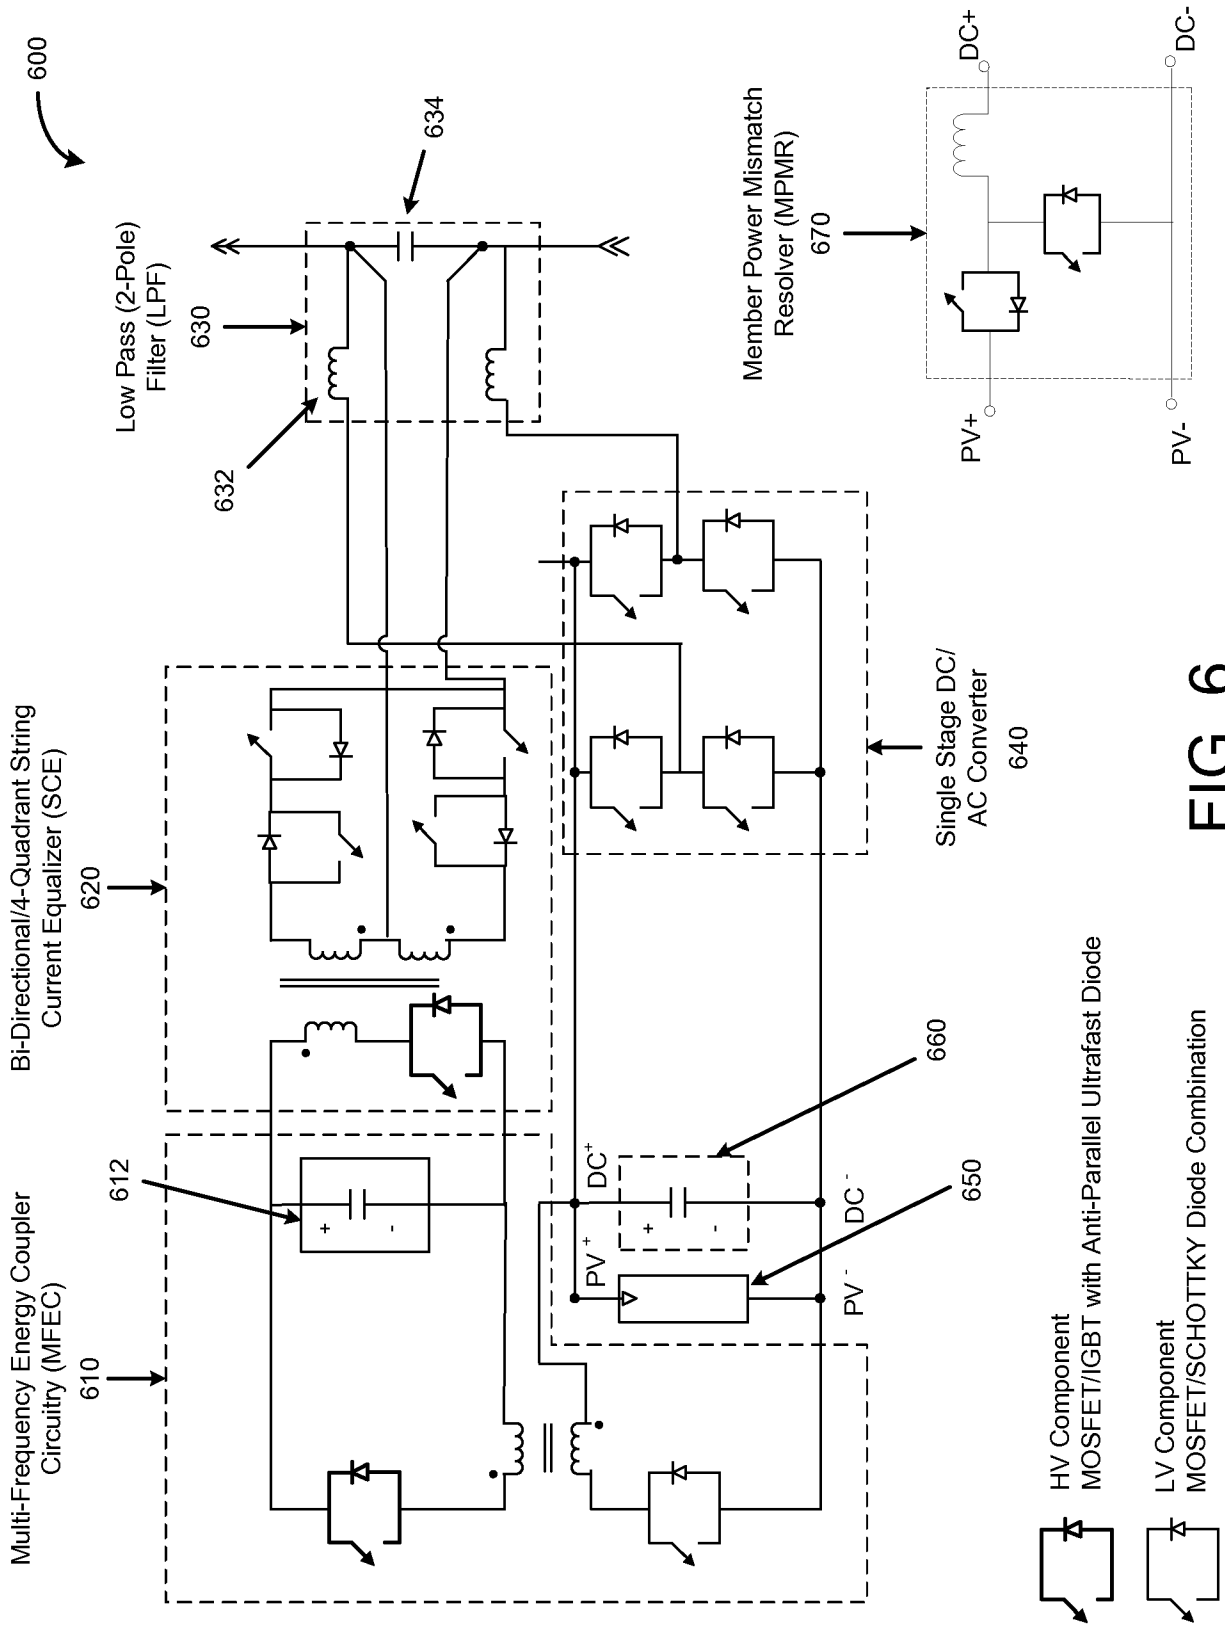 600
Multi-Frequency Energy Coupler
Circuitry (MFEC)
610
Bi-Directional/4-Quadrant String
Current Equalizer (SCE)
620
Low Pass (2-Pole)
Filter (LPF)
630
632
634
612
+
-
PV+
DC+
+
-
PV-
DC-
650
660
Single Stage DC/
AC Converter
640
Member Power Mismatch
Resolver (MPMR)
670
PV+
DC+
PV-
DC-
HV Component
MOSFET/IGBT with Anti-Parallel Ultrafast Diode
LV Component
MOSFET/SCHOTTKY Diode Combination
FIG 6